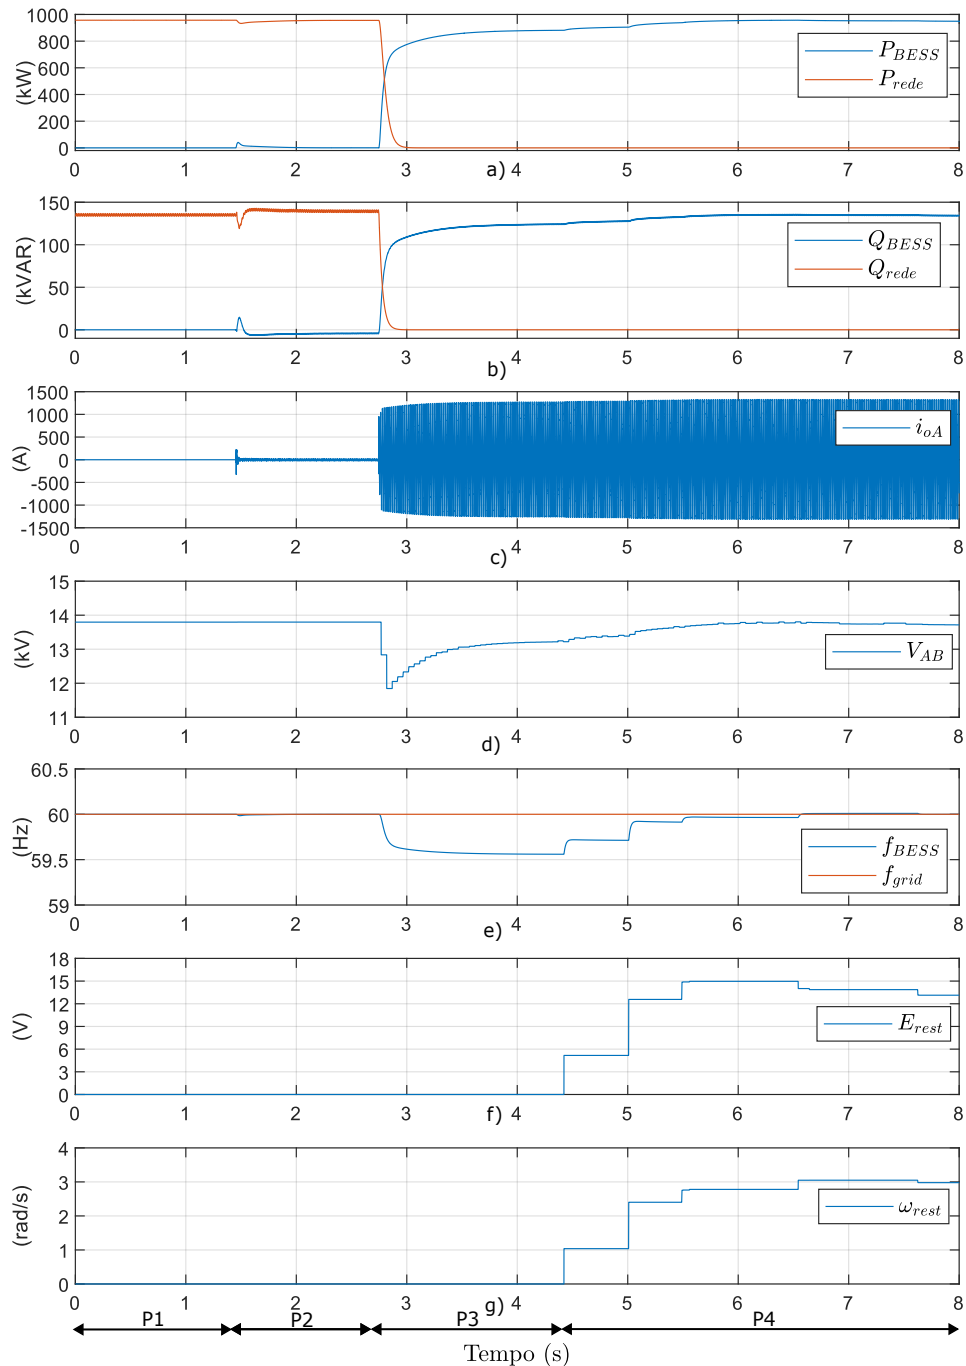 1000
800
600
400
200
0
(kW)
P_BESS
P_rede
0 1 2 3 4 5 6 7 8
a)
150
100
50
0
(kVAR)
Q_BESS
Q_rede
0 1 2 3 4 5 6 7 8
b)
1500
1000
500
0
-500
-1000
-1500
(A)
i_oA
0 1 2 3 4 5 6 7 8
c)
15
14
13
12
11
(kV)
V_AB
0 1 2 3 4 5 6 7 8
d)
60.5
60
59.5
59
(Hz)
f_BESS
f_grid
0 1 2 3 4 5 6 7 8
e)
18
15
12
9
6
3
0
(V)
E_rest
0 1 2 3 4 5 6 7 8
f)
4
3
2
1
0
(rad/s)
ω_rest
0 1 2 3 4 5 6 7 8
g)
P1 P2 P3 P4
Tempo (s)